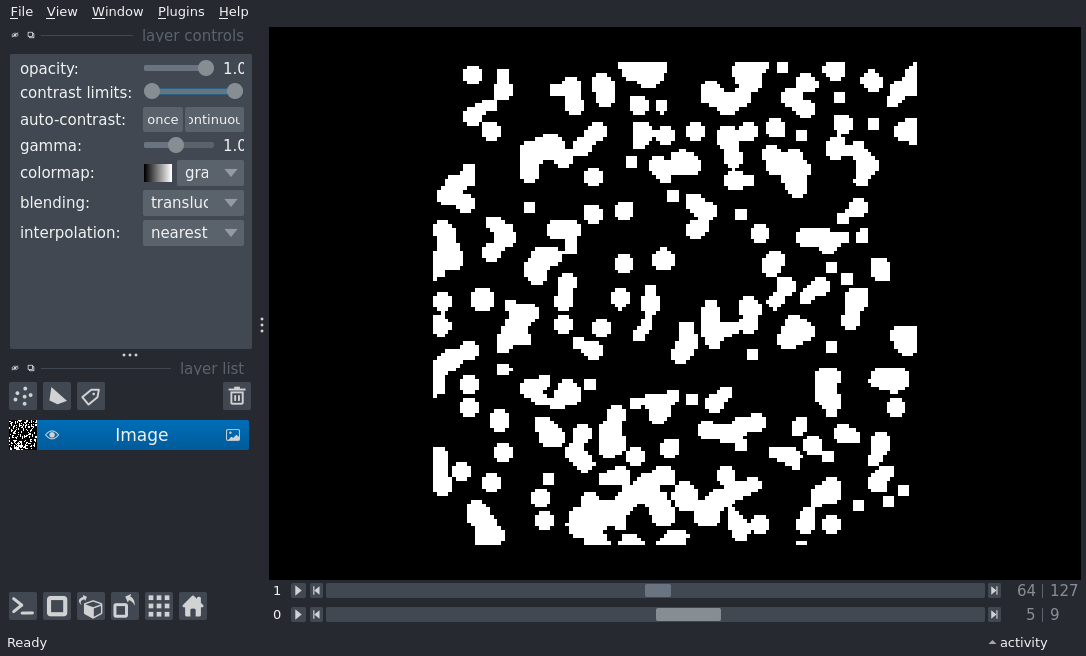 File View Window Plugins Help
layer controls
opacity: 1.0
contrast limits:
auto-contrast: once ontinuou
gamma: 1.0
colormap: gra
blending: transluc
interpolation: nearest
layer list
Image
1 64 | 127
0 5 | 9
Ready activity